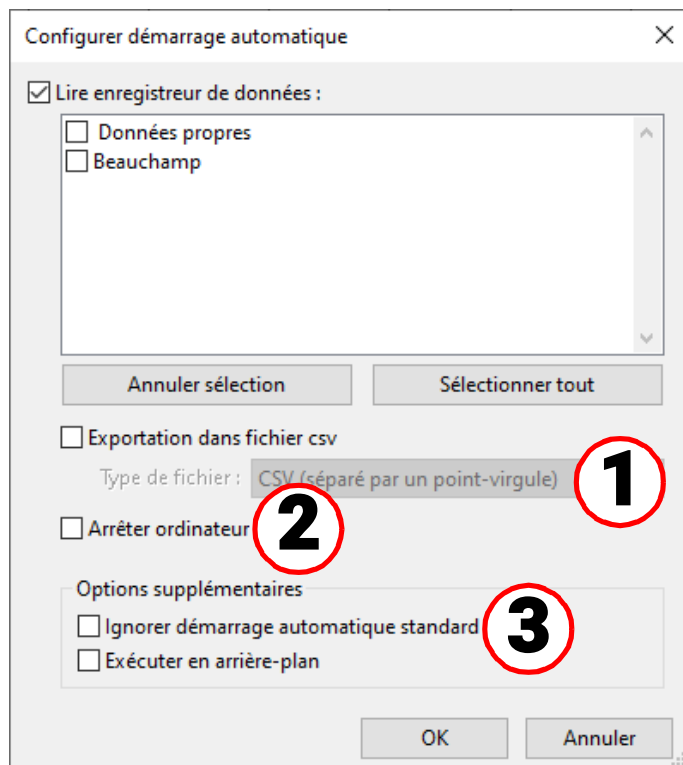 Configurer démarrage automatique
Lire enregistreur de données :
Données propres
Beauchamp
Annuler sélection
Sélectionner tout
Exportation dans fichier csv
Type de fichier : CSV (séparé par un point-virgule)
1
Arrêter ordinateur
2
Options supplémentaires
Ignorer démarrage automatique standard
3
Exécuter en arrière-plan
OK
Annuler